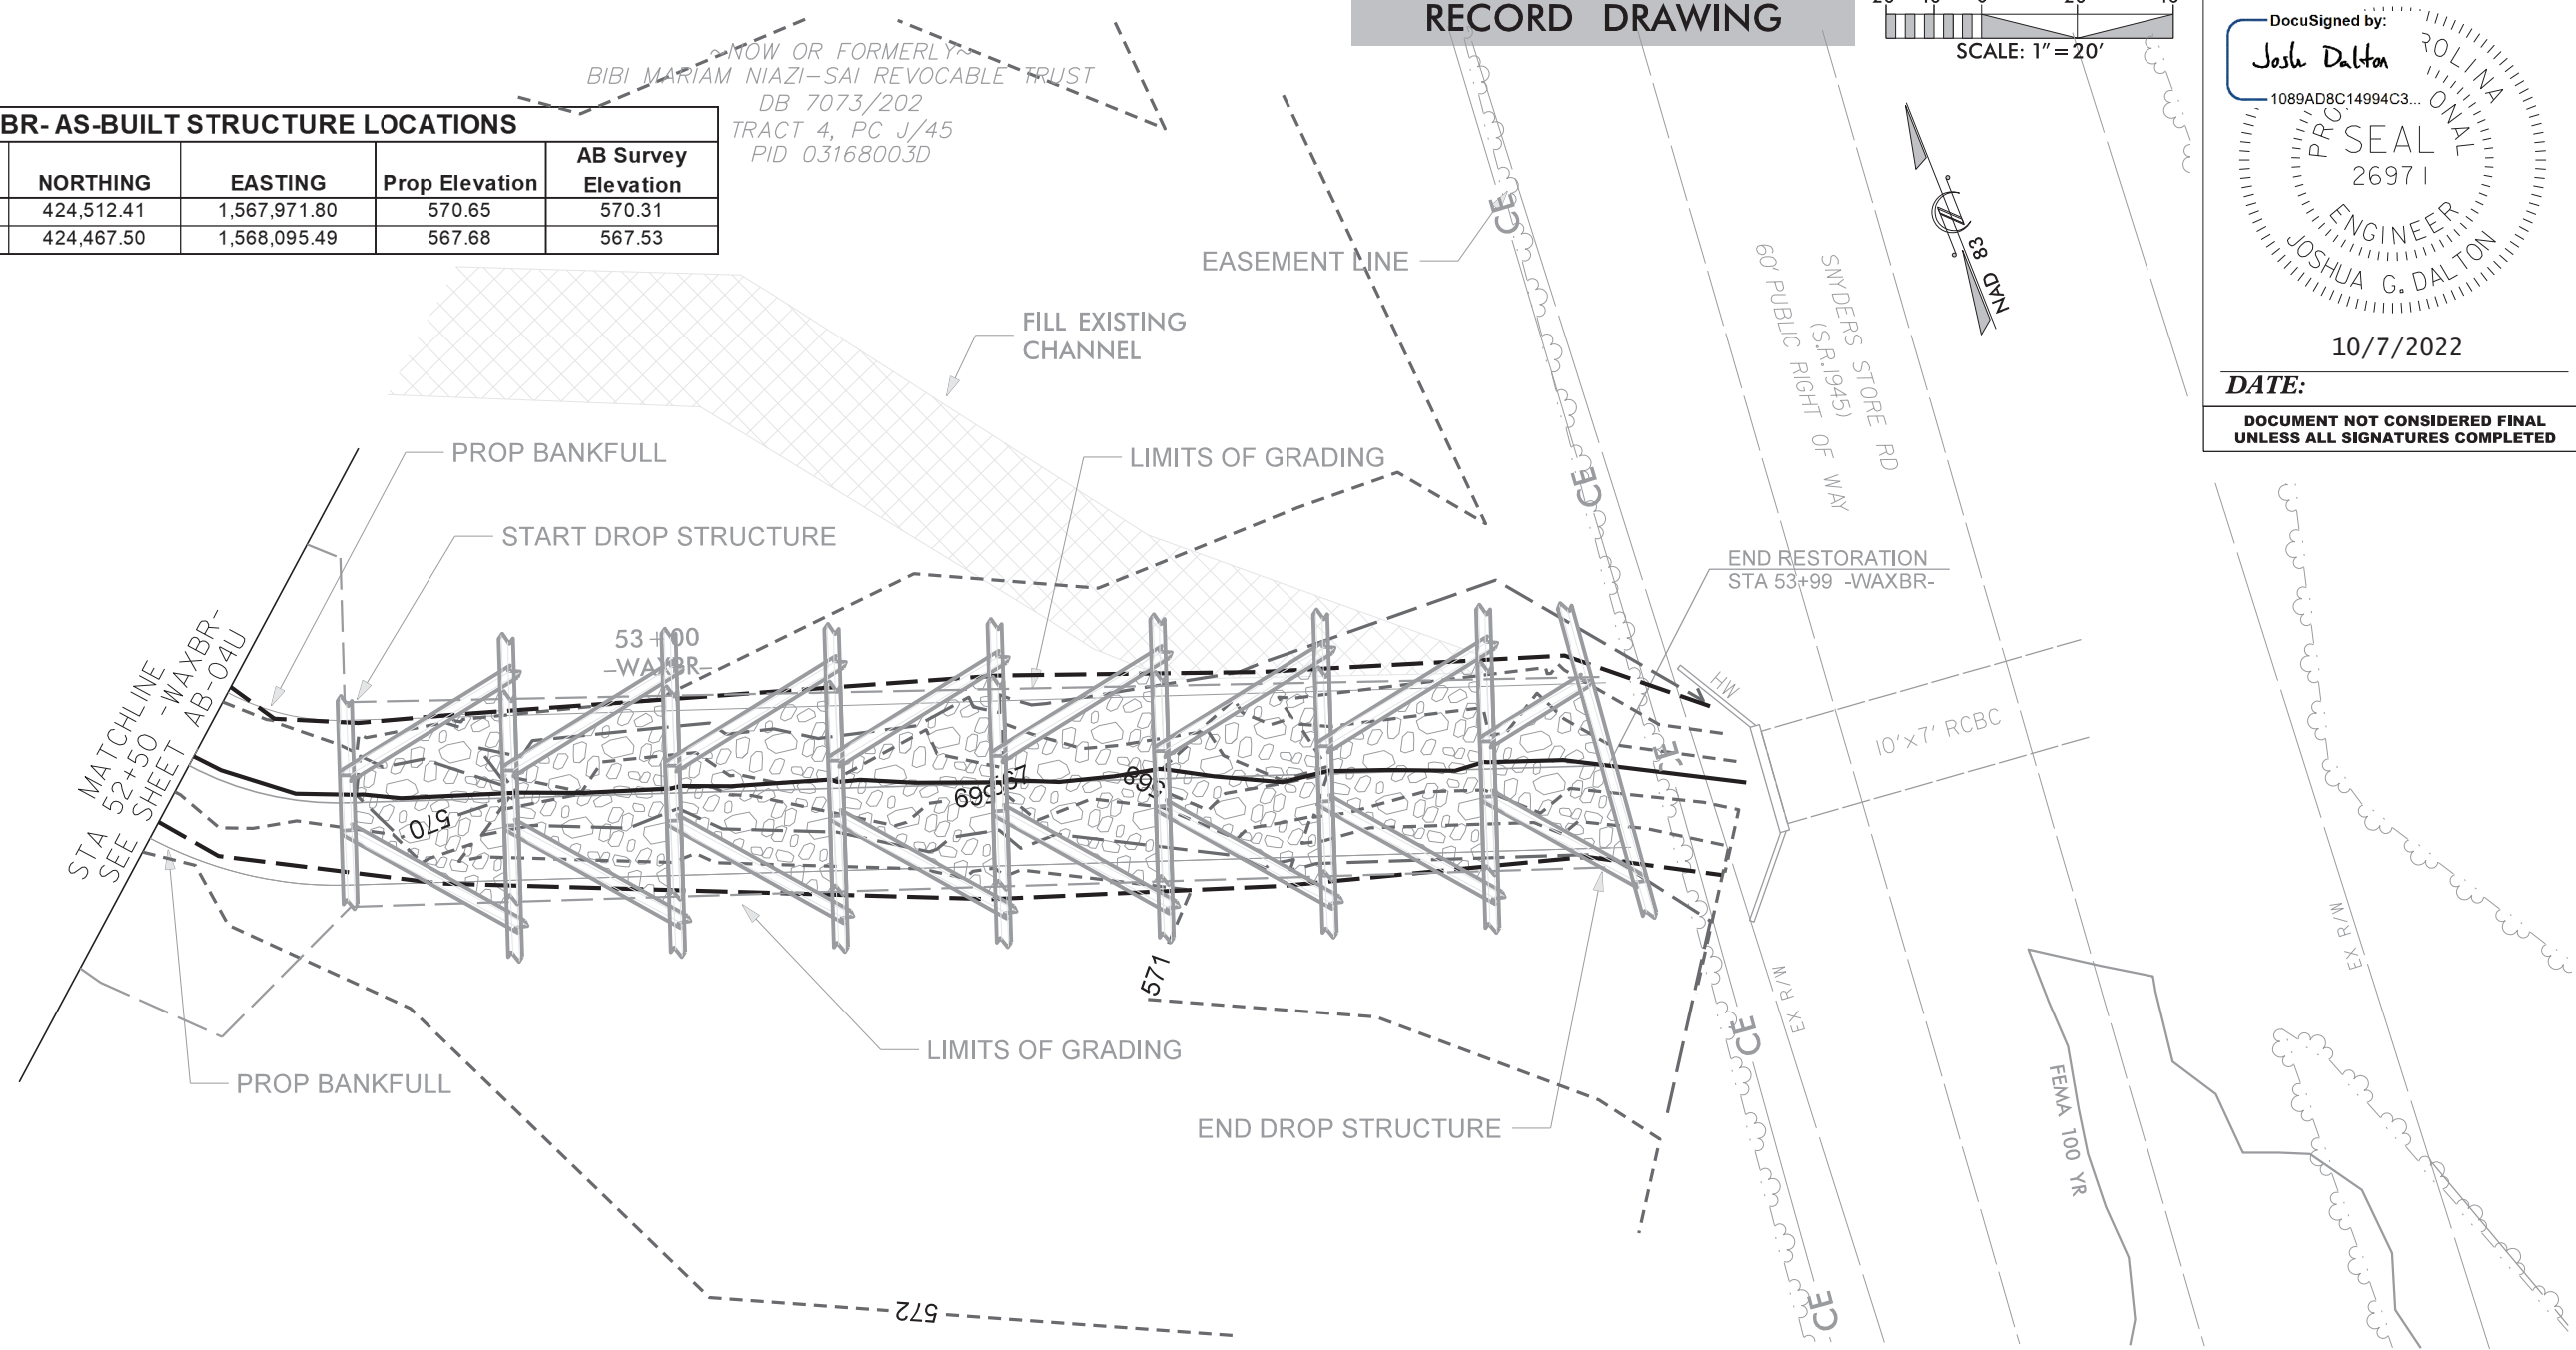 RECORD DRAWING
SCALE: 1"=20'
DocuSigned by:
Josh Dalton
1089AD8C14994C3...
SEAL
26971
ENGINEER
JOSHUA G. DALTON
10/7/2022
DATE:
DOCUMENT NOT CONSIDERED FINAL
UNLESS ALL SIGNATURES COMPLETED
~NOW OR FORMERLY~
BIBI MARIAM NIAZI-SAI REVOCABLE TRUST
DB 7073/202
TRACT 4, PC J/45
PID 03168003D
BR- AS-BUILT STRUCTURE LOCATIONS
NORTHING EASTING Prop Elevation AB Survey Elevation
424,512.41 1,567,971.80 570.65 570.31
424,467.50 1,568,095.49 567.68 567.53
NAD 83
EASEMENT LINE
CE
SNYDERS STORE RD
(S.R.1945)
60' PUBLIC RIGHT OF WAY
FILL EXISTING
CHANNEL
PROP BANKFULL
LIMITS OF GRADING
CE
START DROP STRUCTURE
END RESTORATION
STA 53+99 -WAXBR-
53+00
-WAXBR-
MATCHLINE
STA 52+50 -WAXBR-
SEE SHEET AB-04U
HW
10'x7' RCBC
570
569
567
568
571
EX R/W
EX R/W
CE
LIMITS OF GRADING
PROP BANKFULL
END DROP STRUCTURE
FEMA 100 YR
572
CE